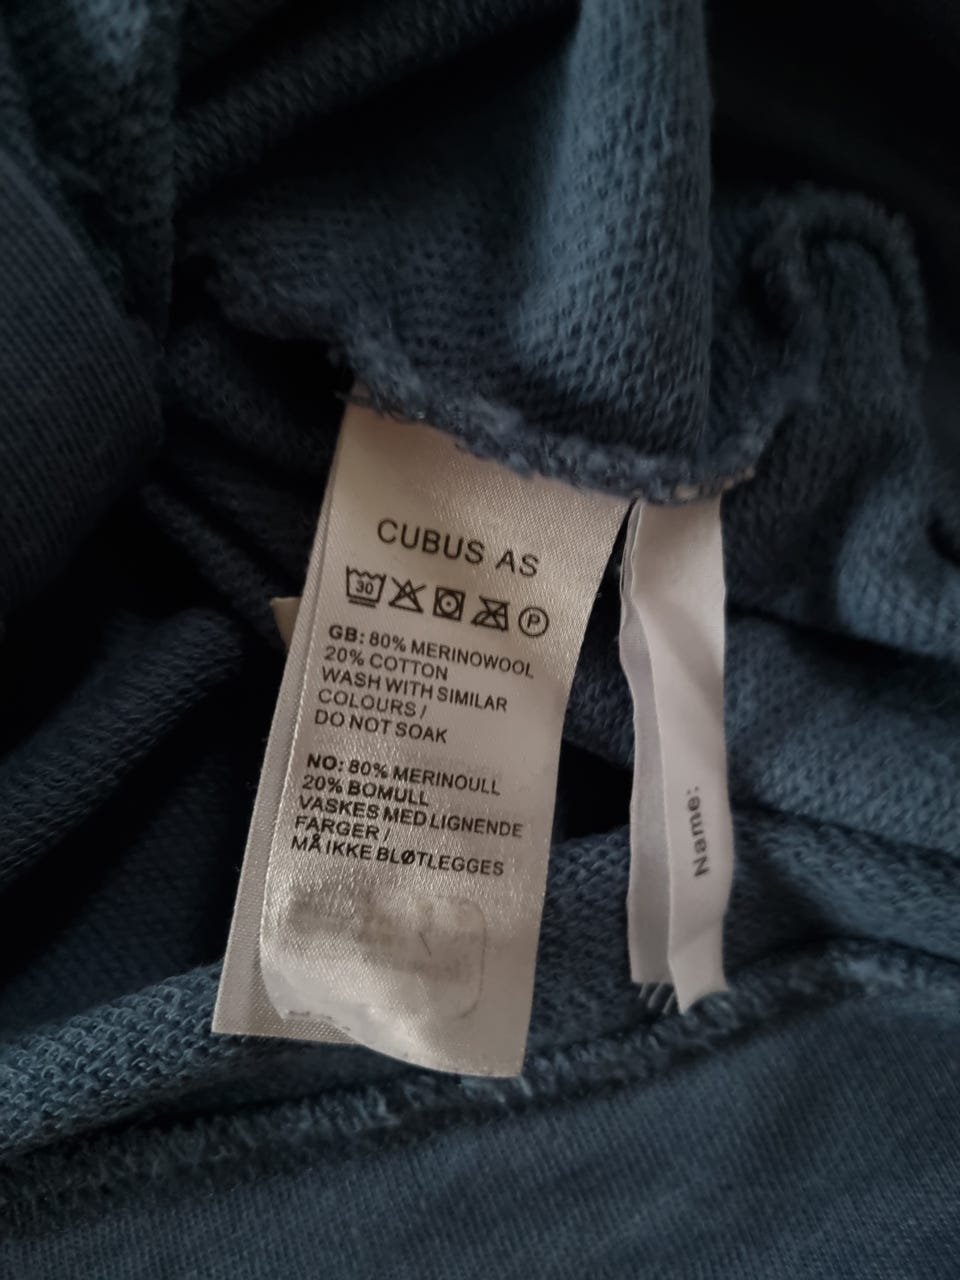 CUBUS AS
30 P
GB: 80% MERINOWOOL
20% COTTON
WASH WITH SIMILAR
COLOURS /
DO NOT SOAK
NO: 80% MERINOULL
20% BOMULL
VASKES MED LIGNENDE
FARGER /
MÅ IKKE BLØTLEGGES
Name: